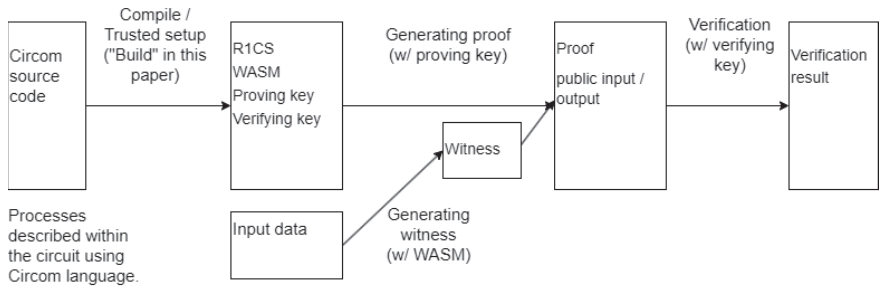 Compile /
Trusted setup
("Build" in this
paper)
Generating proof
(w/ proving key)
Verification
(w/ verifying
key)
Circom
source
code
R1CS
WASM
Proving key
Verifying key
Proof
public input /
output
Verification
result
Witness
Processes
described within
the circuit using
Circom language.
Input data
Generating
witness
(w/ WASM)